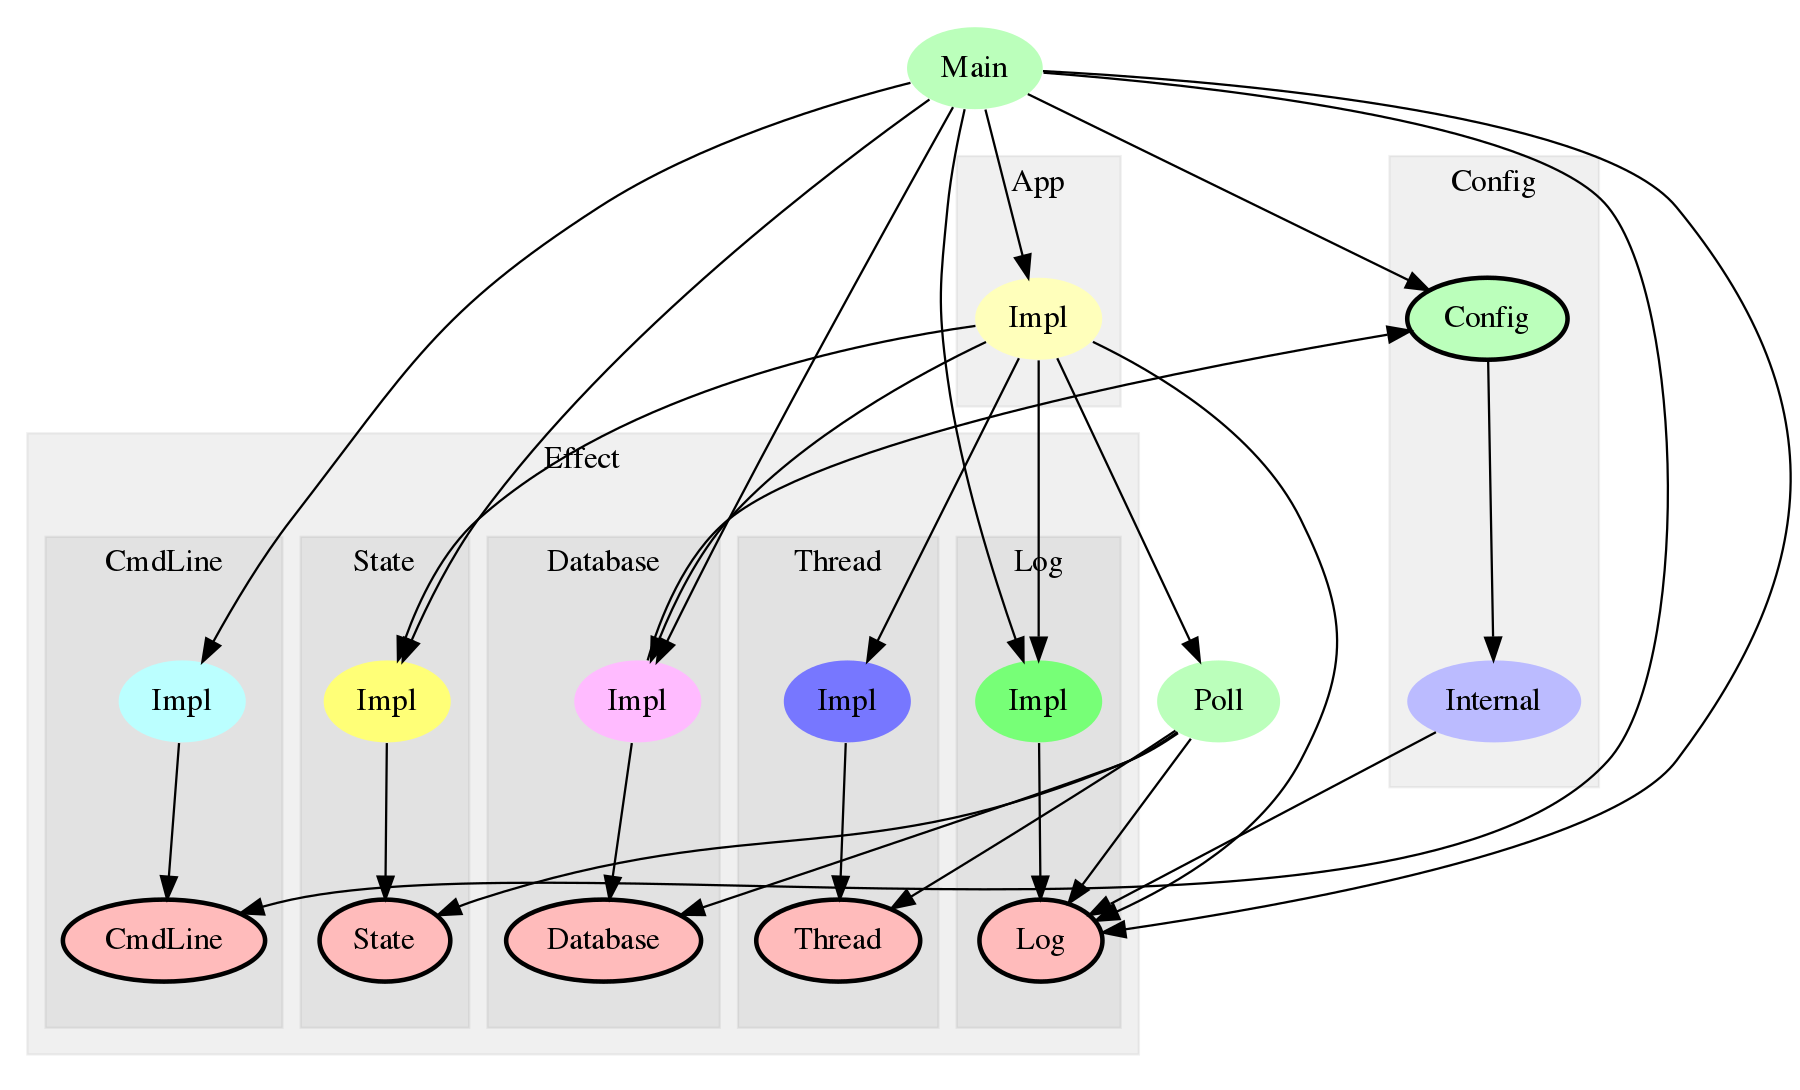 Main
App
Config
Impl
Config
Effect
CmdLine
State
Database
Thread
Log
Impl
Impl
Impl
Impl
Impl
Poll
Internal
CmdLine
State
Database
Thread
Log